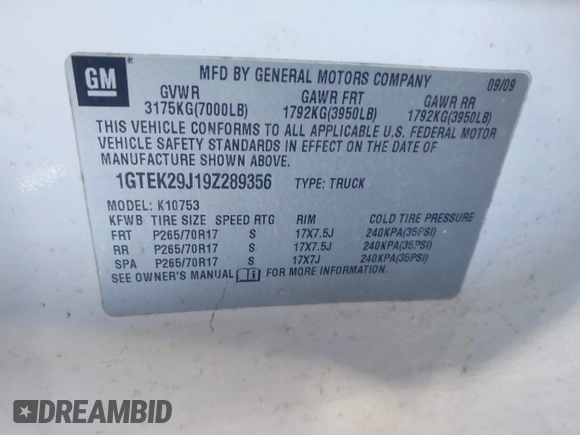 GM
MFD BY GENERAL MOTORS COMPANY 09/09
GVWR GAWR FRT GAWR RR
3175KG(7000LB) 1792KG(3950LB) 1792KG(3950LB)
THIS VEHICLE CONFORMS TO ALL APPLICABLE U.S. FEDERAL MOTOR
VEHICLE SAFETY STANDARDS IN EFFECT ON THE DATE OF
MANUFACTURE SHOWN ABOVE.
1GTEK29J19Z289356 TYPE: TRUCK
MODEL: K10753
KFWB TIRE SIZE SPEED RTG RIM COLD TIRE PRESSURE
FRT P265/70R17 S 17X7.5J 240KPA(35PSI)
RR P265/70R17 S 17X7.5J 240KPA(35PSI)
SPA P265/70R17 S 17X7J 240KPA(35PSI)
SEE OWNER'S MANUAL FOR MORE INFORMATION.
DREAMBID